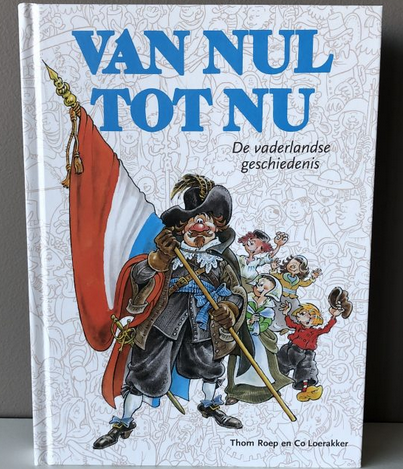 VAN NUL
TOT NU
De vaderlandse
geschiedenis
Thom Roep en Co Loerakker